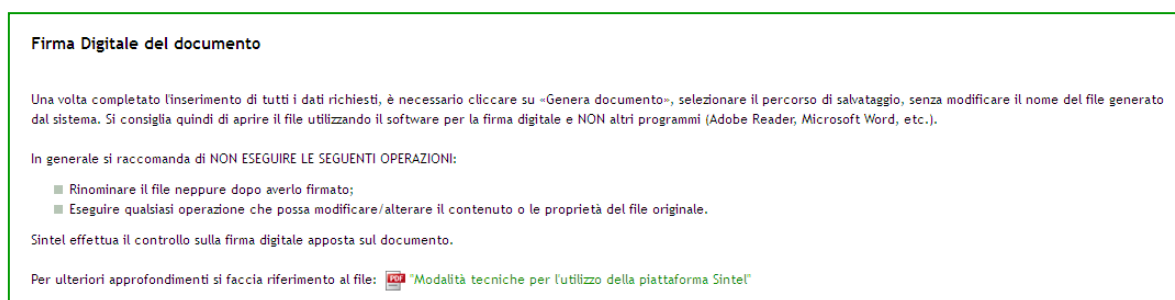 Firma Digitale del documento
Una volta completato l'inserimento di tutti i dati richiesti, è necessario cliccare su «Genera documento», selezionare il percorso di salvataggio, senza modificare il nome del file generato
dal sistema. Si consiglia quindi di aprire il file utilizzando il software per la firma digitale e NON altri programmi (Adobe Reader, Microsoft Word, etc.).
In generale si raccomanda di NON ESEGUIRE LE SEGUENTI OPERAZIONI:
Rinominare il file neppure dopo averlo firmato;
Eseguire qualsiasi operazione che possa modificare/alterare il contenuto o le proprietà del file originale.
Sintel effettua il controllo sulla firma digitale apposta sul documento.
Per ulteriori approfondimenti si faccia riferimento al file: PDF "Modalità tecniche per l'utilizzo della piattaforma Sintel"